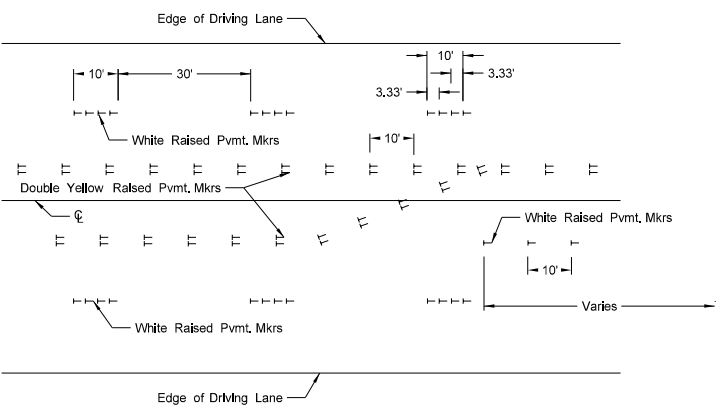 Edge of Driving Lane
10'
30'
10'
3.33'
3.33'
White Raised Pvmt. Mkrs
10'
Double Yellow Raised Pvmt. Mkrs
℄
White Raised Pvmt. Mkrs
10'
Varies
White Raised Pvmt. Mkrs
Edge of Driving Lane